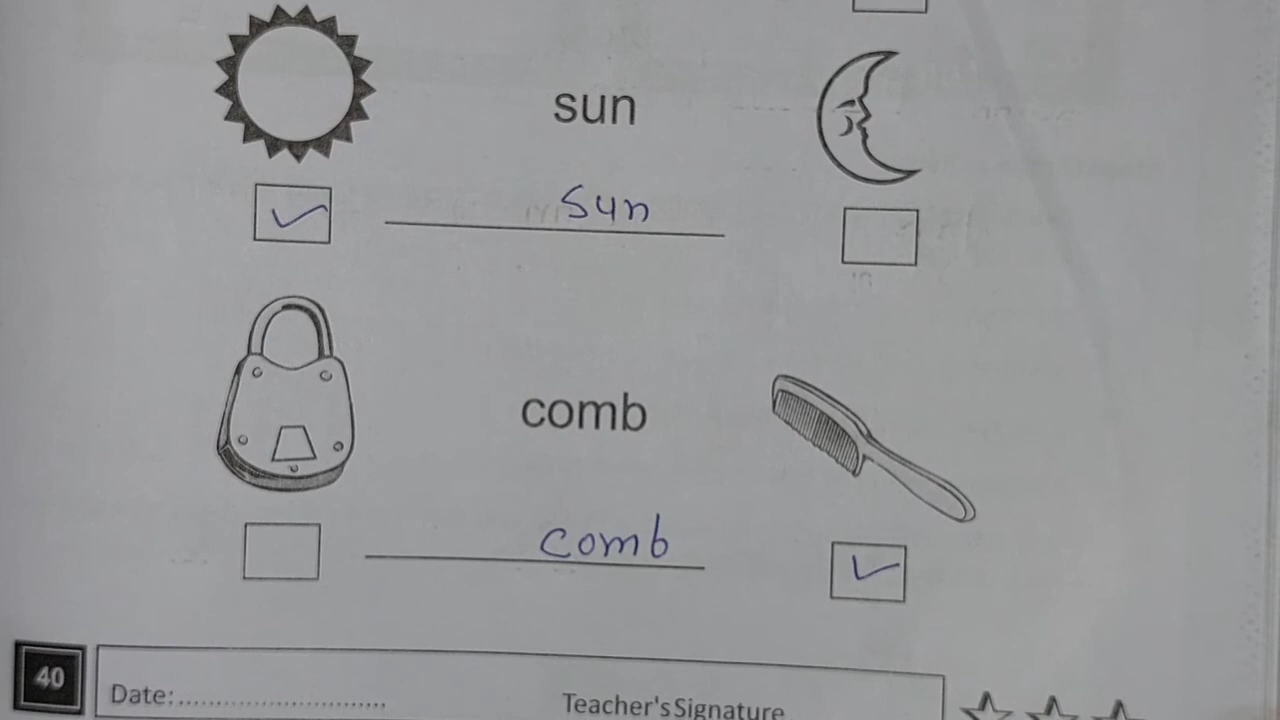 sun
sun
comb
comb
40
Date:............................
Teacher's Signature